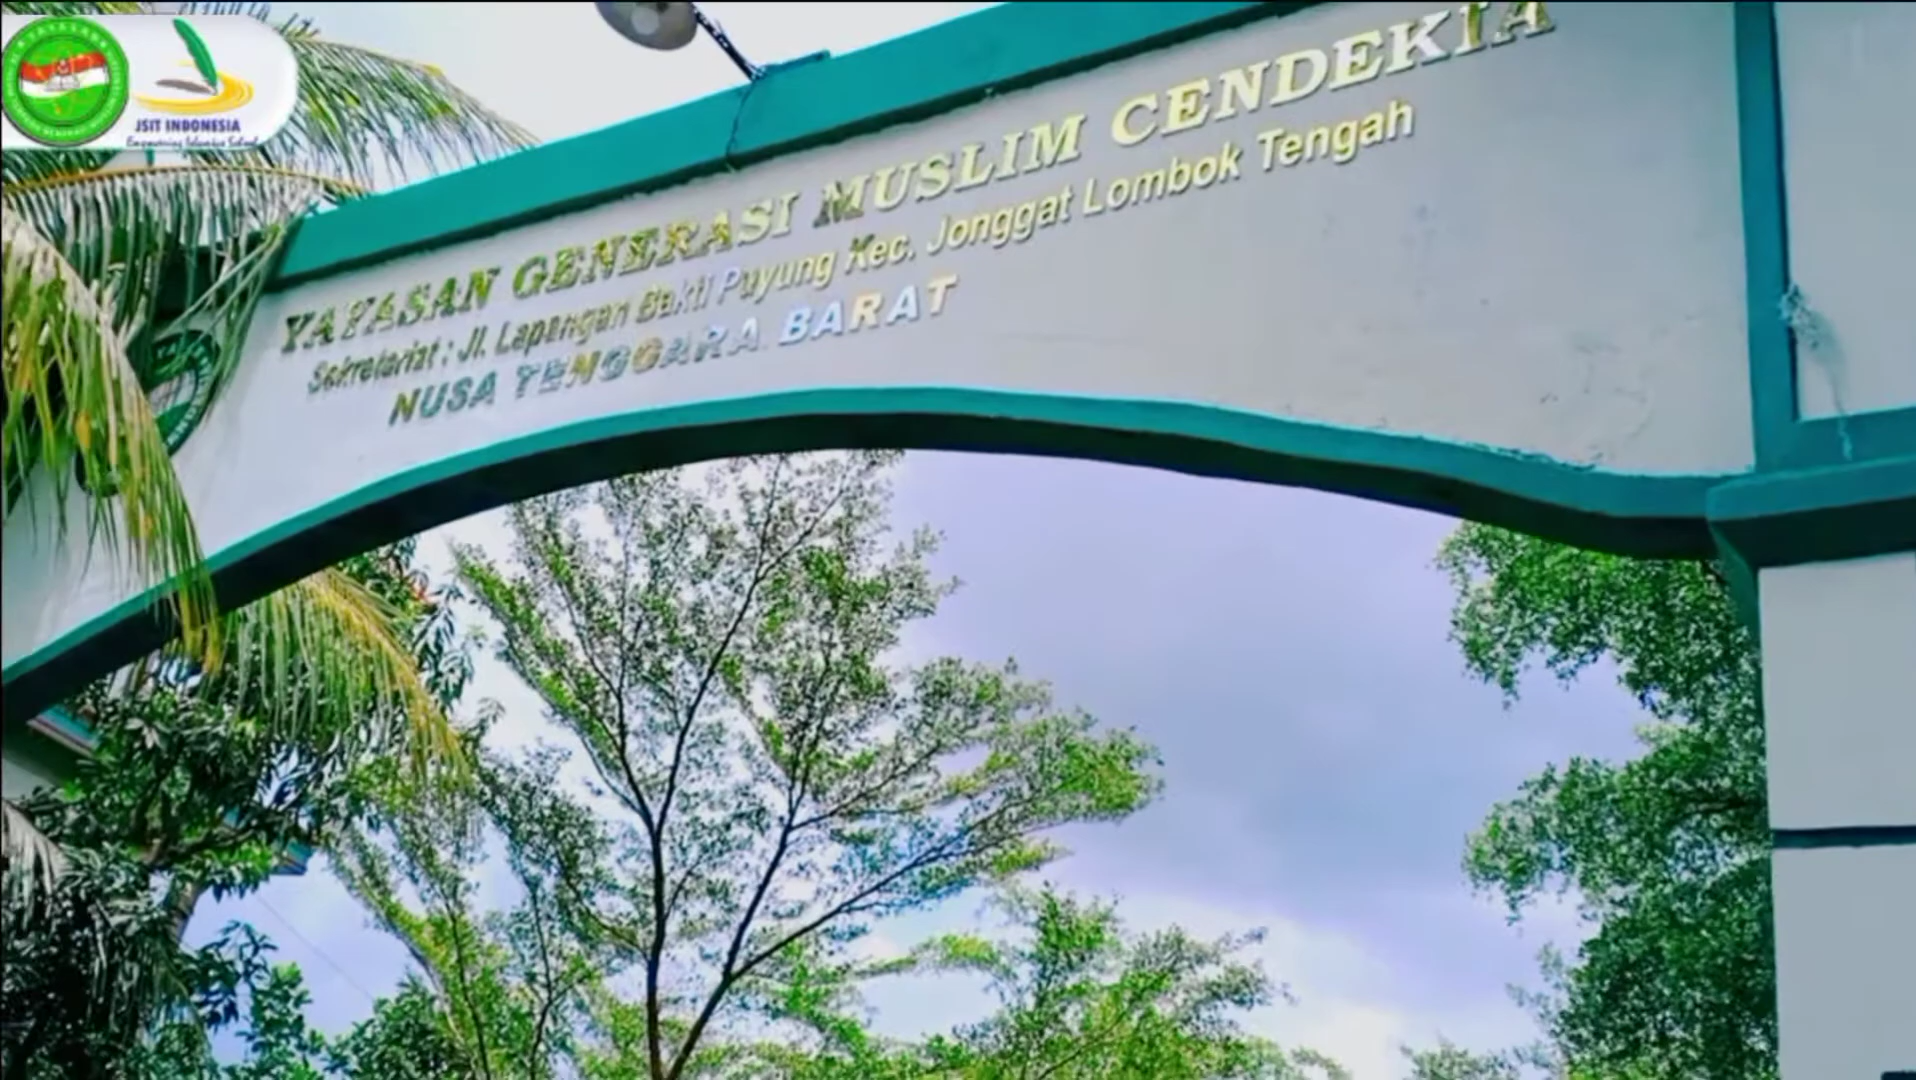 JSIT INDONESIA
YAYASAN GENERASI MUSLIM CENDEKIA
Sekretariat : Jl. Lapangan Bakti Puyung Kec. Jonggat Lombok Tengah
NUSA TENGGARA BARAT